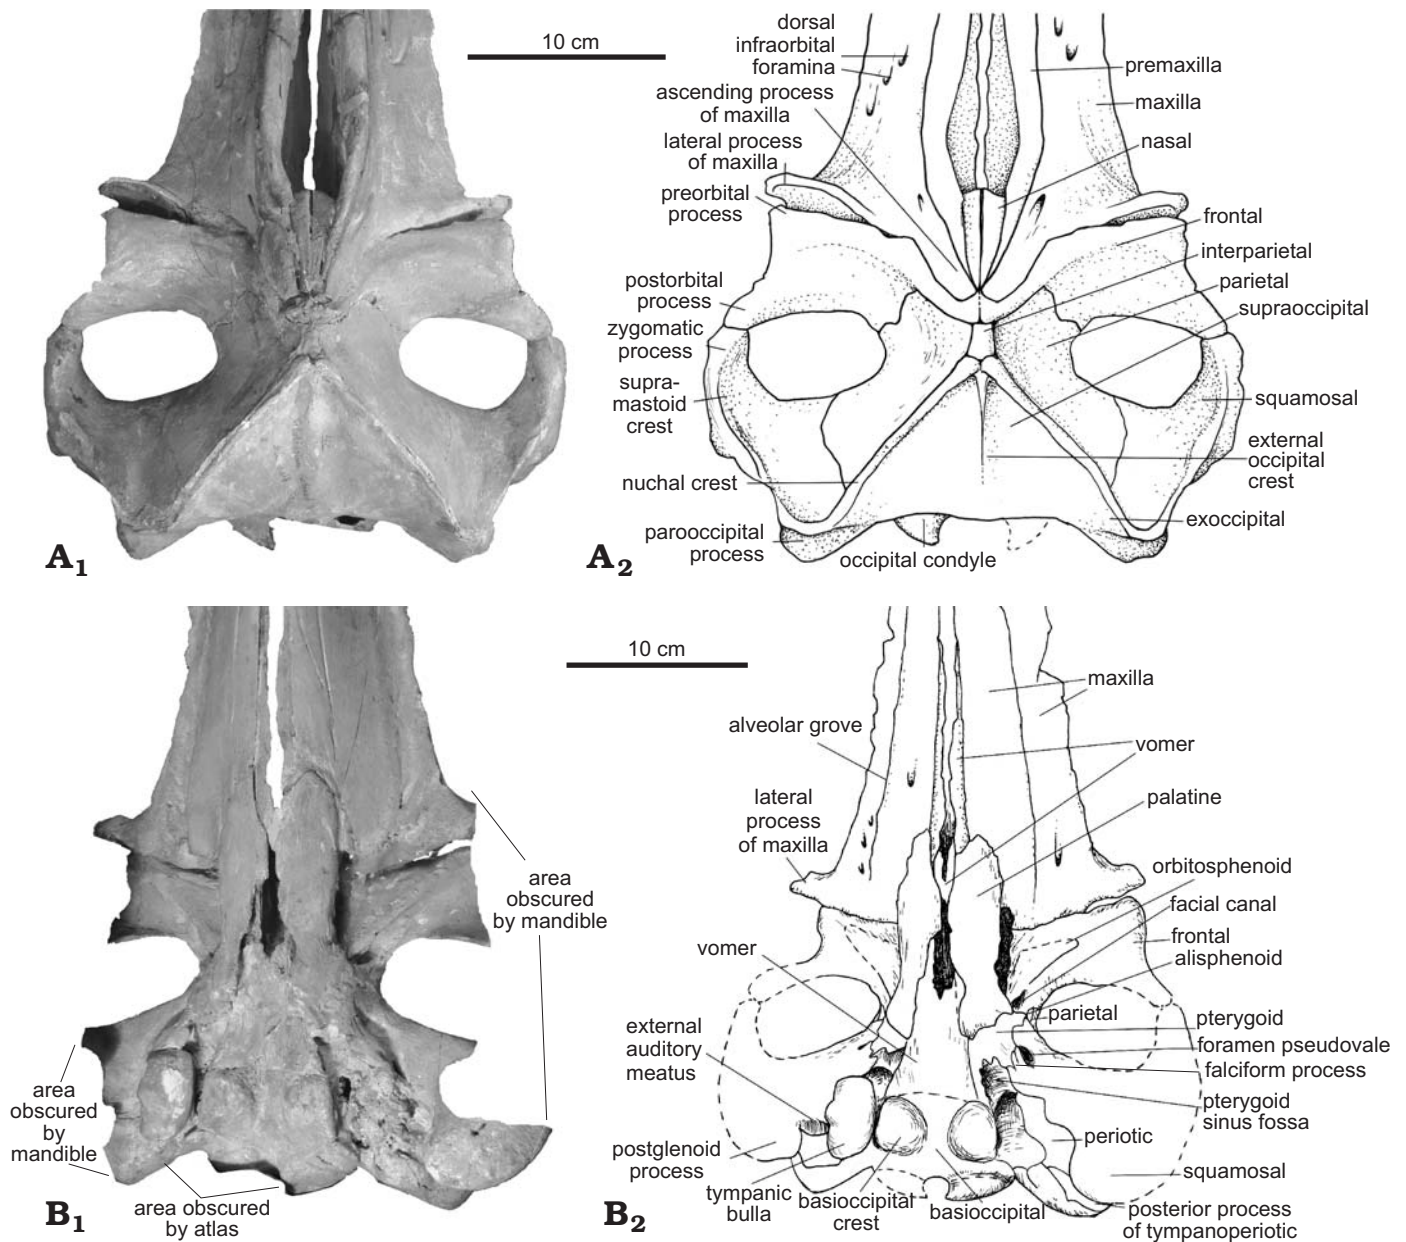 10 cm
dorsal
infraorbital
foramina
ascending process
of maxilla
lateral process
of maxilla
preorbital
process
postorbital
process
zygomatic
process
supra-
mastoid
crest
nuchal crest
parooccipital
process
occipital condyle
premaxilla
maxilla
nasal
frontal
interparietal
parietal
supraoccipital
squamosal
external
occipital
crest
exoccipital
A1
A2
10 cm
area
obscured
by mandible
area
obscured
by
mandible
area obscured
by atlas
B1
alveolar grove
lateral
process
of maxilla
vomer
external
auditory
meatus
postglenoid
process
tympanic
bulla
basioccipital
crest
basioccipital
maxilla
vomer
palatine
orbitosphenoid
facial canal
frontal
alisphenoid
parietal
pterygoid
foramen pseudovale
falciform process
pterygoid
sinus fossa
periotic
squamosal
posterior process
of tympanoperiotic
B2